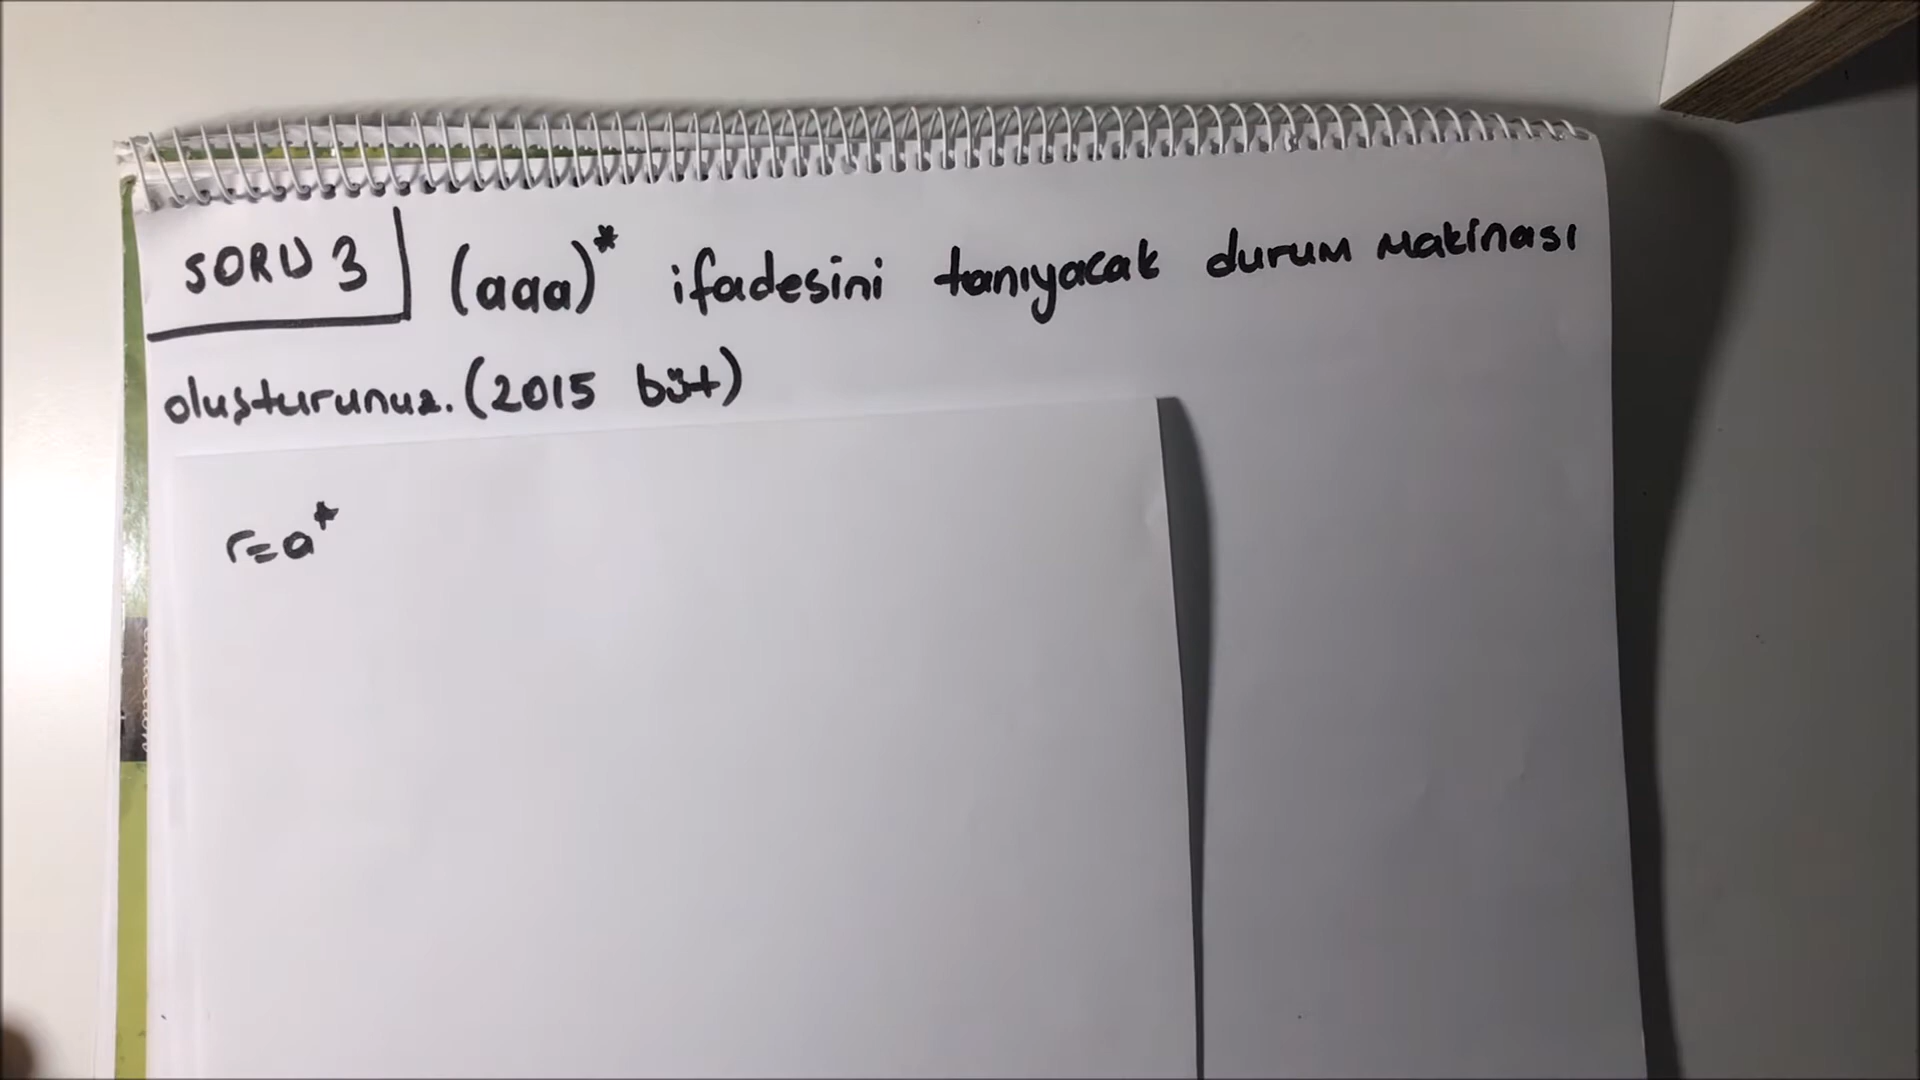 SORU 3 (aaa)* ifadesini tanıyacak durum makinası
oluşturunuz. (2015 büt)
r=a*